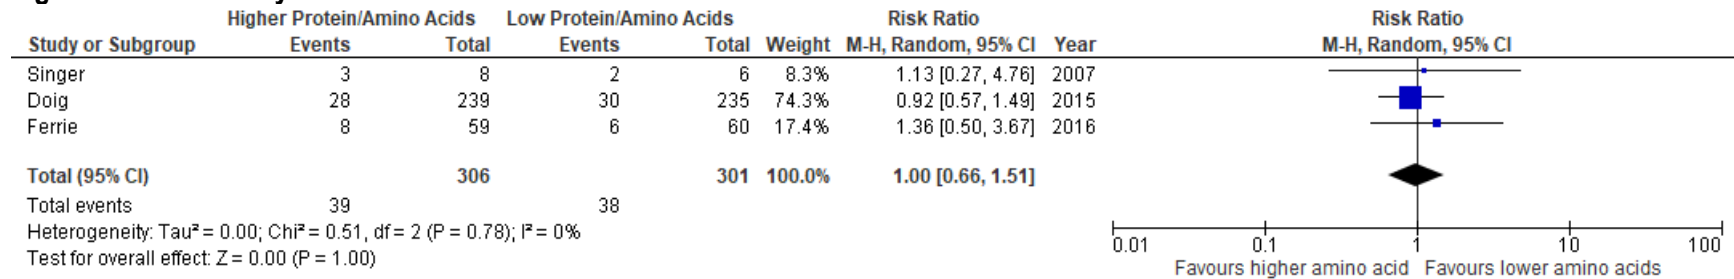 Higher Protein/Amino Acids Low Protein/Amino Acids Risk Ratio Risk Ratio
Study or Subgroup Events Total Events Total Weight M-H, Random, 95% CI Year M-H, Random, 95% CI
Singer 3 8 2 6 8.3% 1.13 [0.27, 4.76] 2007
Doig 28 239 30 235 74.3% 0.92 [0.57, 1.49] 2015
Ferrie 8 59 6 60 17.4% 1.36 [0.50, 3.67] 2016
Total (95% CI) 306 301 100.0% 1.00 [0.66, 1.51]
Total events 39 38
Heterogeneity: Tau² = 0.00; Chi² = 0.51, df = 2 (P = 0.78); I² = 0%
Test for overall effect: Z = 0.00 (P = 1.00)
0.01 0.1 1 10 100
Favours higher amino acid Favours lower amino acids